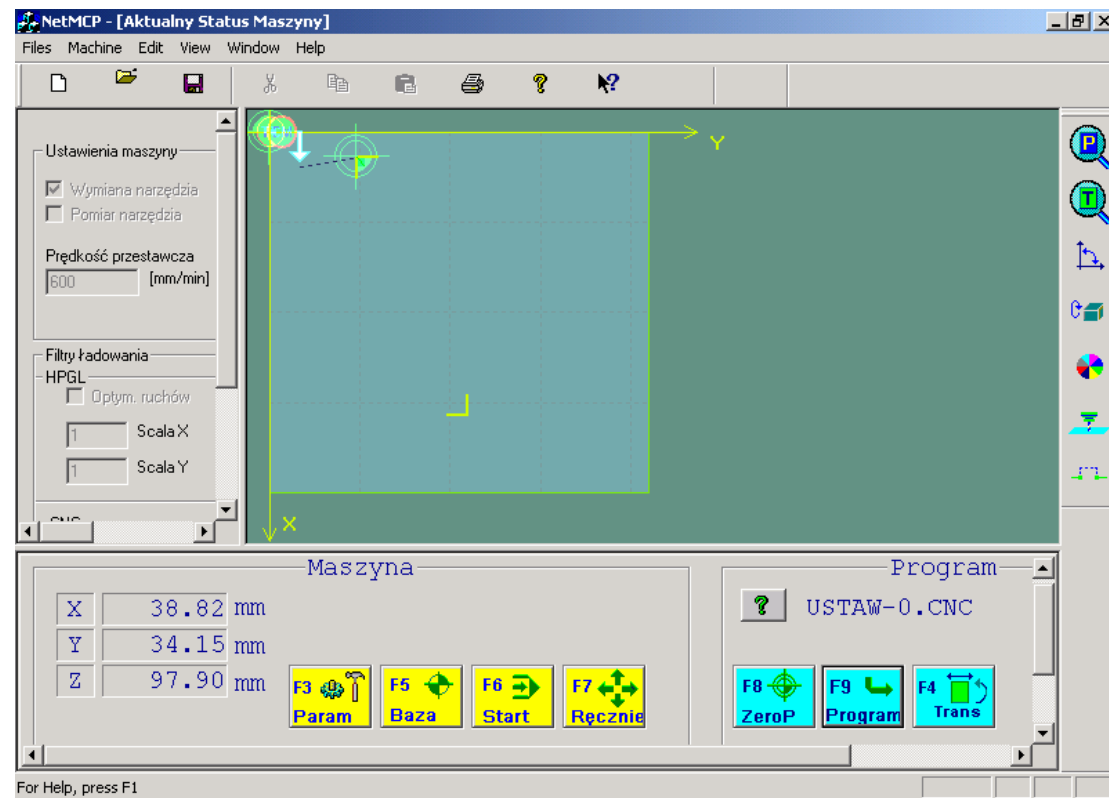 NetMCP - [Aktualny Status Maszyny]
Files Machine Edit View Window Help
Ustawienia maszyny
Wymiana narzędzia
Pomiar narzędzia
Prędkość przestawcza
600 [mm/min]
Filtry ładowania
HPGL
Optym. ruchów
1 Scala X
1 Scala Y
CNC
Y
X
P
T
Maszyna
X 38.82 mm
Y 34.15 mm
Z 97.90 mm
F3 Param
F5 Baza
F6 Start
F7 Ręcznie
Program
? USTAW-0.CNC
F8 ZeroP
F9 Program
F4 Trans
For Help, press F1